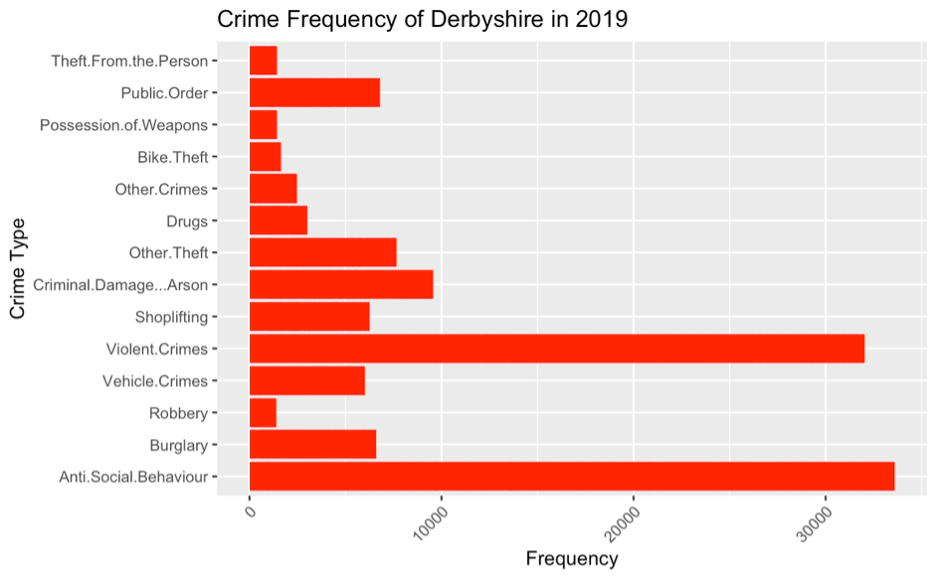 Crime Frequency of Derbyshire in 2019
Crime Type
Theft.From.the.Person
Public.Order
Possession.of.Weapons
Bike.Theft
Other.Crimes
Drugs
Other.Theft
Criminal.Damage...Arson
Shoplifting
Violent.Crimes
Vehicle.Crimes
Robbery
Burglary
Anti.Social.Behaviour
0
10000
20000
30000
Frequency